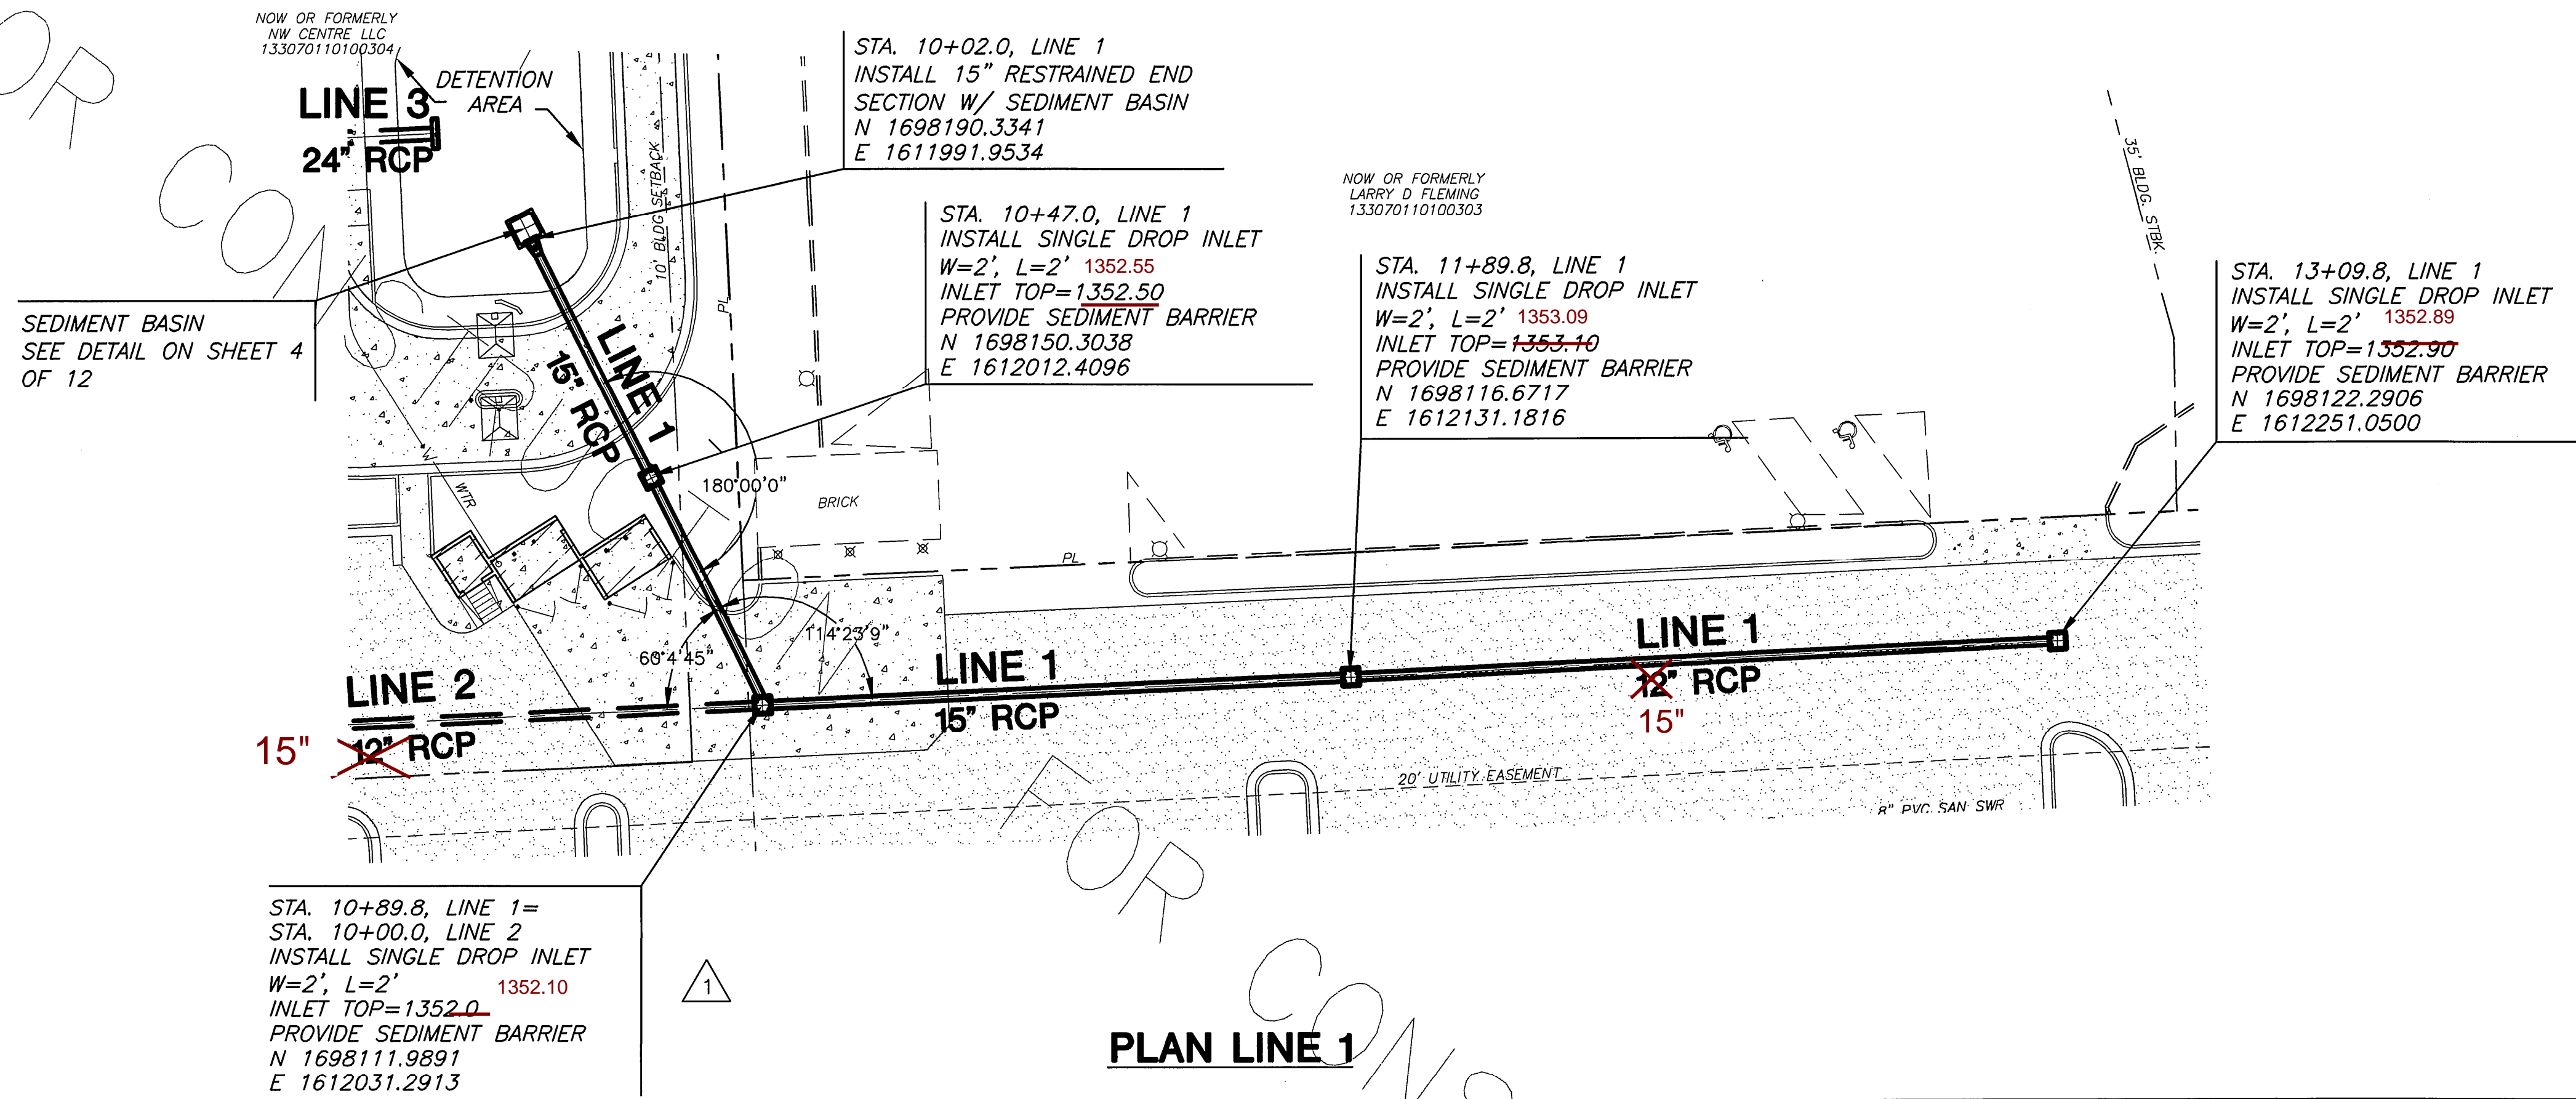 NOW OR FORMERLY
NW CENTRE LLC
133070110100304
DETENTION
AREA
LINE 3
24" RCP
STA. 10+02.0, LINE 1
INSTALL 15" RESTRAINED END
SECTION W/ SEDIMENT BASIN
N 1698190.3341
E 1611991.9534
10' BLDG SETBACK
PL
STA. 10+47.0, LINE 1
INSTALL SINGLE DROP INLET
W=2', L=2' 1352.55
INLET TOP=1352.50
PROVIDE SEDIMENT BARRIER
N 1698150.3038
E 1612012.4096
NOW OR FORMERLY
LARRY D FLEMING
133070110100303
STA. 11+89.8, LINE 1
INSTALL SINGLE DROP INLET
W=2', L=2' 1353.09
INLET TOP=1353.10
PROVIDE SEDIMENT BARRIER
N 1698116.6717
E 1612131.1816
35' BLDG. STBK.
STA. 13+09.8, LINE 1
INSTALL SINGLE DROP INLET
W=2', L=2' 1352.89
INLET TOP=1352.90
PROVIDE SEDIMENT BARRIER
N 1698122.2906
E 1612251.0500
SEDIMENT BASIN
SEE DETAIL ON SHEET 4
OF 12
LINE 1
15" RCP
W
WTR
180°00'0"
BRICK
PL
114°23'9"
60°4'45"
LINE 2
12" RCP
15"
LINE 1
15" RCP
LINE 1
12" RCP
15"
20' UTILITY EASEMENT
8" PVC SAN SWR
STA. 10+89.8, LINE 1=
STA. 10+00.0, LINE 2
INSTALL SINGLE DROP INLET
W=2', L=2' 1352.10
INLET TOP=1352.0
PROVIDE SEDIMENT BARRIER
N 1698111.9891
E 1612031.2913
1
PLAN LINE 1
OR CON
FOR CONS